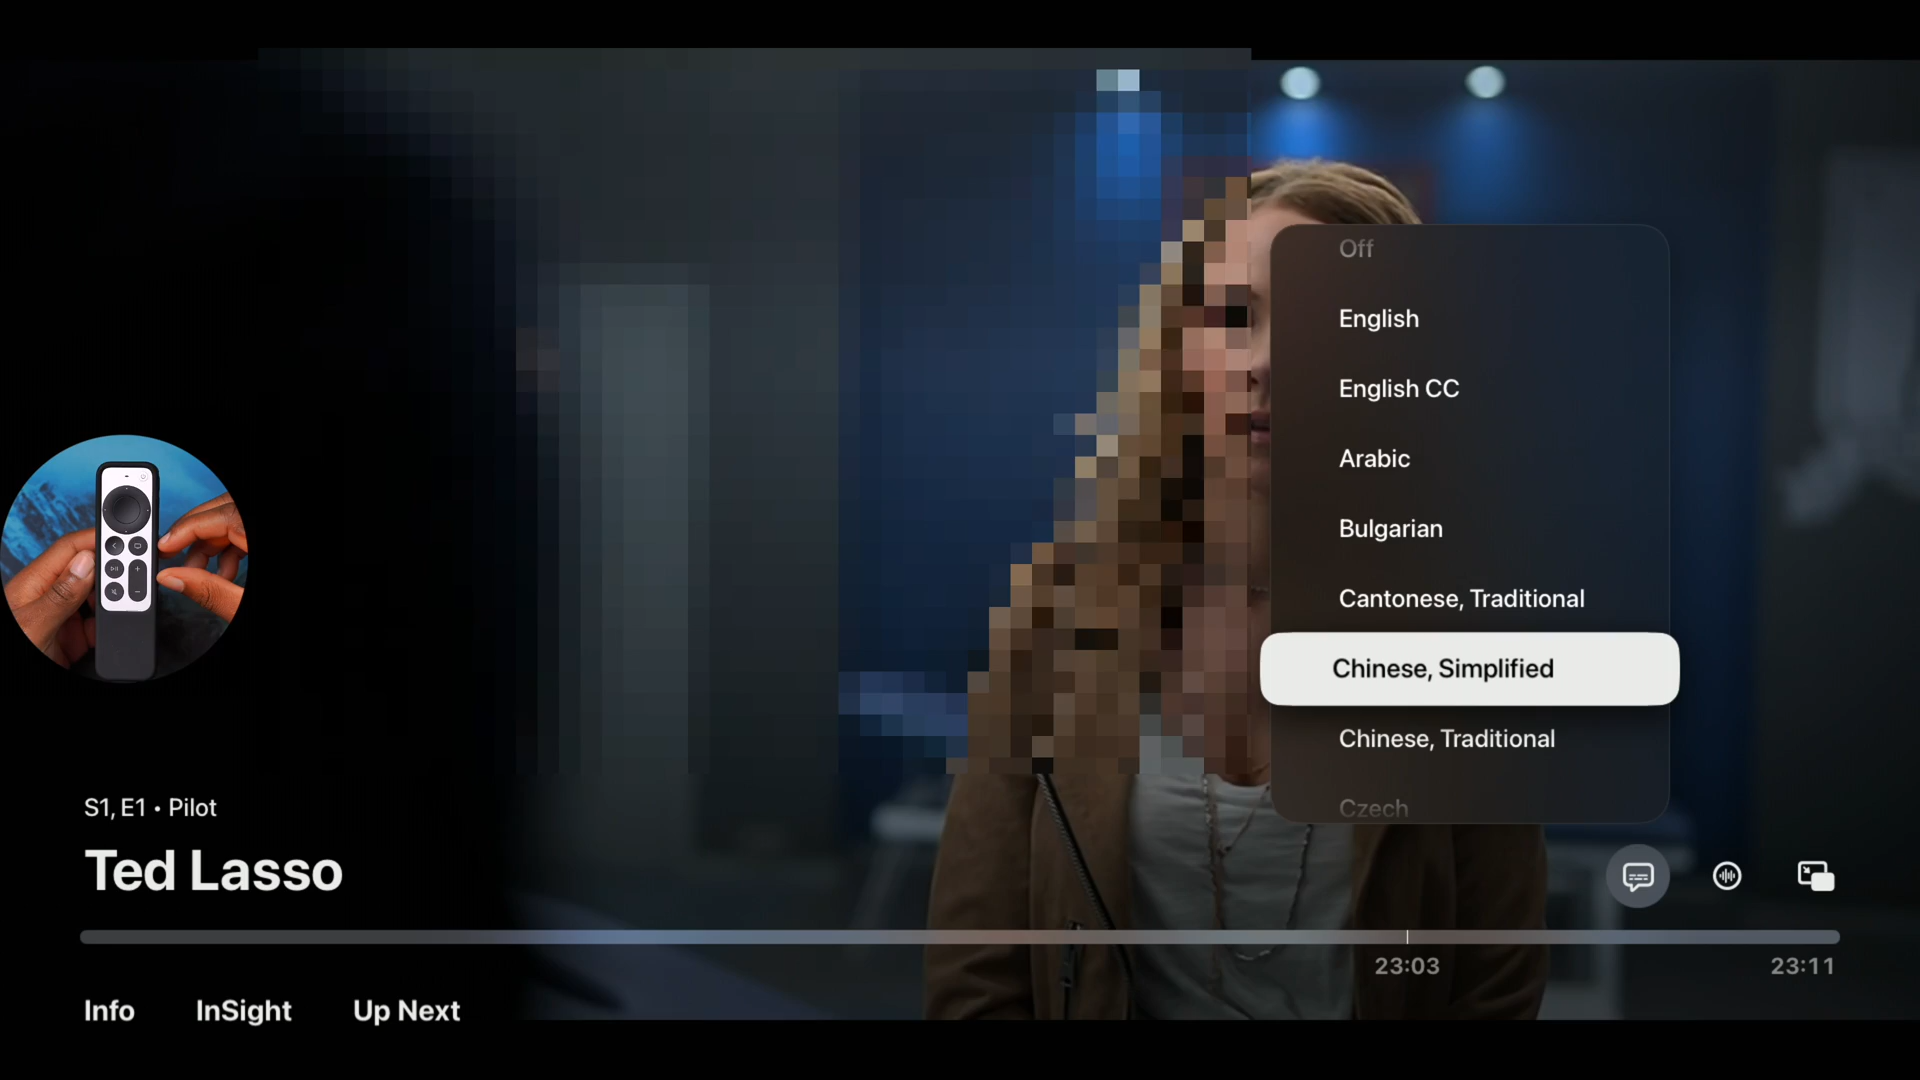 Off
English
English CC
Arabic
Bulgarian
Cantonese, Traditional
Chinese, Simplified
Chinese, Traditional
Czech
S1, E1 • Pilot
Ted Lasso
23:03
23:11
Info
InSight
Up Next